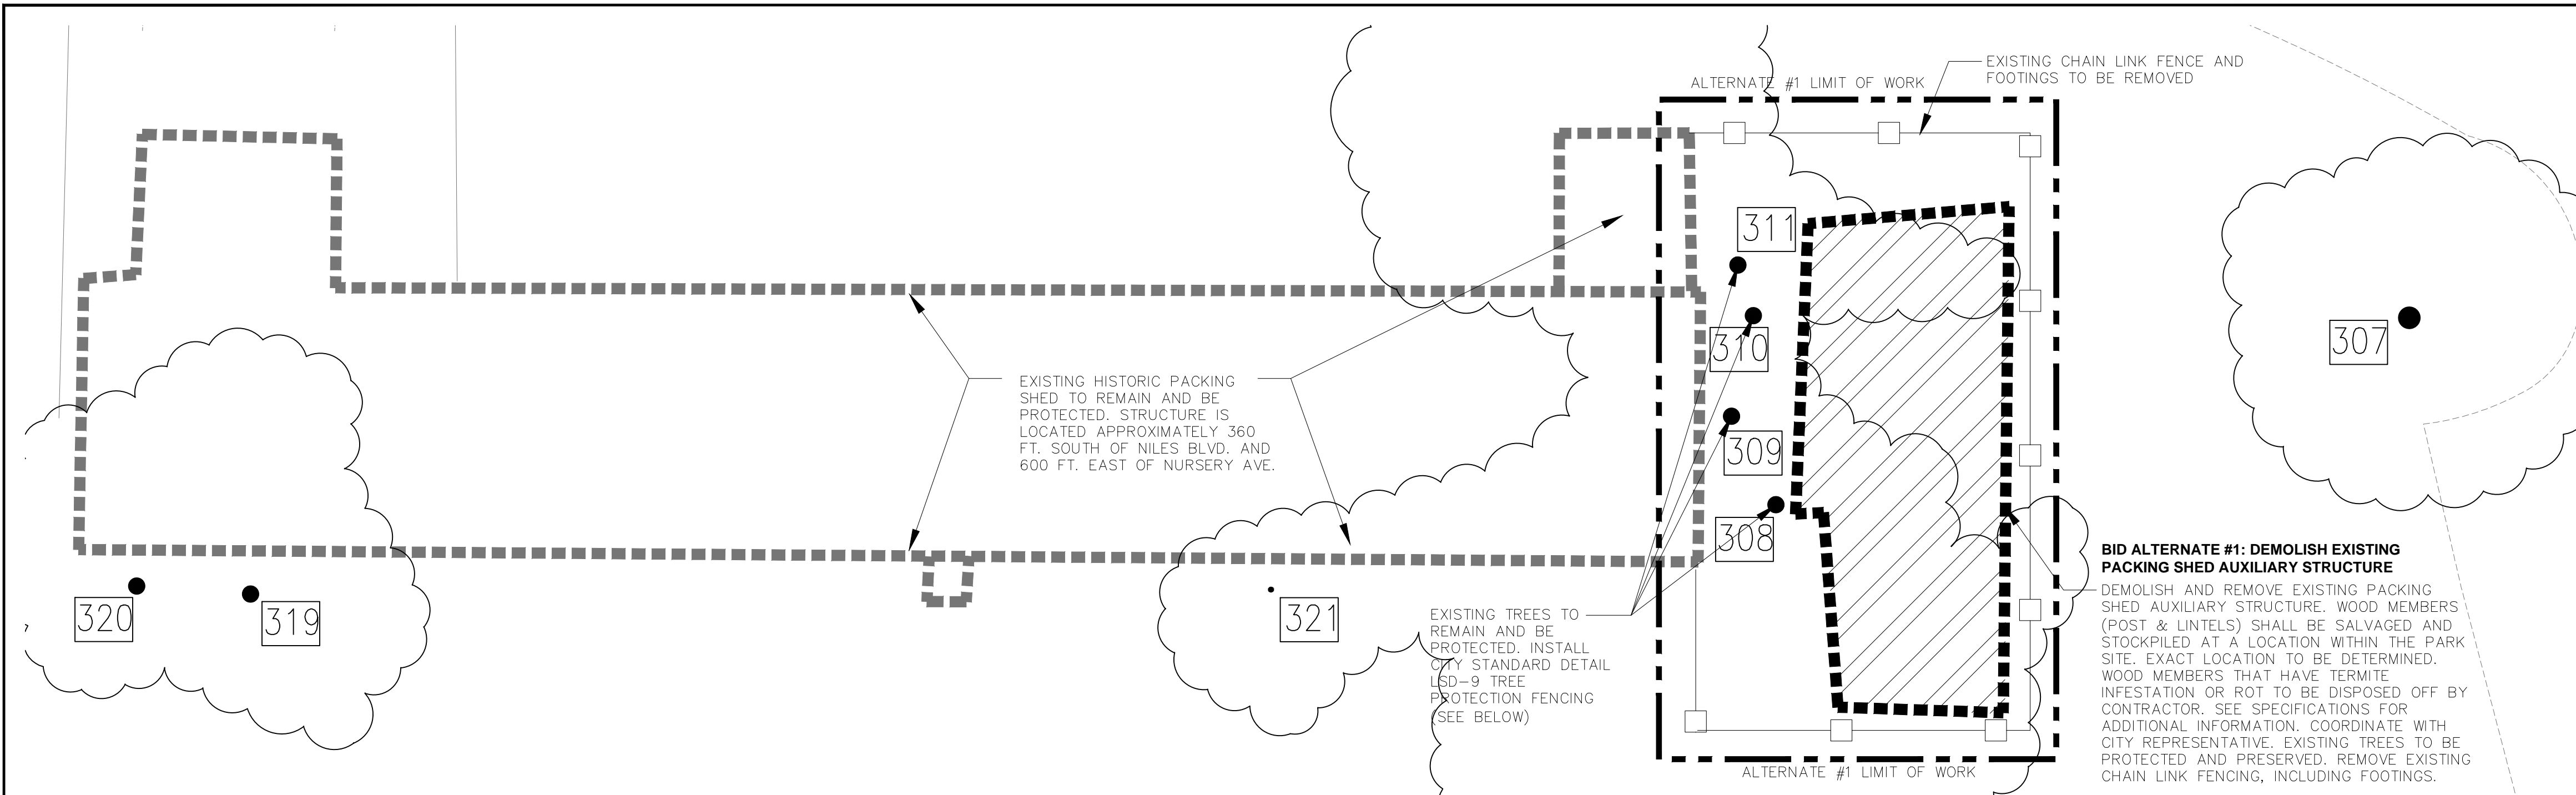 ALTERNATE #1 LIMIT OF WORK
EXISTING CHAIN LINK FENCE AND
FOOTINGS TO BE REMOVED
311
310
309
308
307
EXISTING HISTORIC PACKING
SHED TO REMAIN AND BE
PROTECTED. STRUCTURE IS
LOCATED APPROXIMATELY 360
FT. SOUTH OF NILES BLVD. AND
600 FT. EAST OF NURSERY AVE.
320
319
321
EXISTING TREES TO
REMAIN AND BE
PROTECTED. INSTALL
CITY STANDARD DETAIL
LSD-9 TREE
PROTECTION FENCING
(SEE BELOW)
BID ALTERNATE #1: DEMOLISH EXISTING
PACKING SHED AUXILIARY STRUCTURE
DEMOLISH AND REMOVE EXISTING PACKING
SHED AUXILIARY STRUCTURE. WOOD MEMBERS
(POST & LINTELS) SHALL BE SALVAGED AND
STOCKPILED AT A LOCATION WITHIN THE PARK
SITE. EXACT LOCATION TO BE DETERMINED.
WOOD MEMBERS THAT HAVE TERMITE
INFESTATION OR ROT TO BE DISPOSED OFF BY
CONTRACTOR. SEE SPECIFICATIONS FOR
ADDITIONAL INFORMATION. COORDINATE WITH
CITY REPRESENTATIVE. EXISTING TREES TO BE
PROTECTED AND PRESERVED. REMOVE EXISTING
CHAIN LINK FENCING, INCLUDING FOOTINGS.
ALTERNATE #1 LIMIT OF WORK